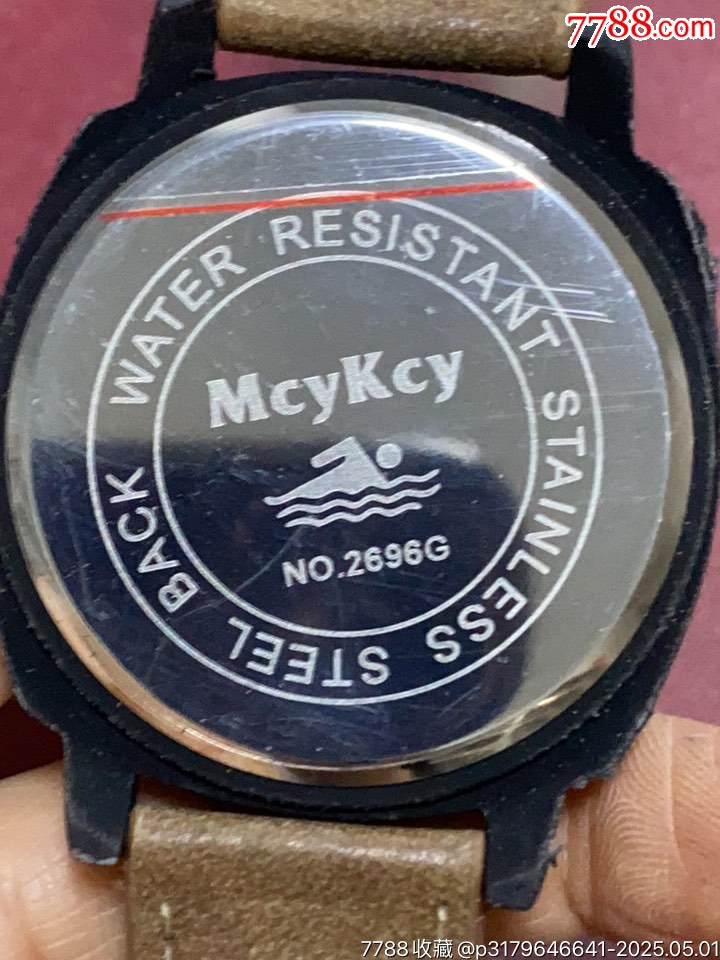 7788.com
WATER RESISTANT STAINLESS STEEL BACK
McyKcy
NO.2696G
7788收藏@p3179646641-2025.05.01